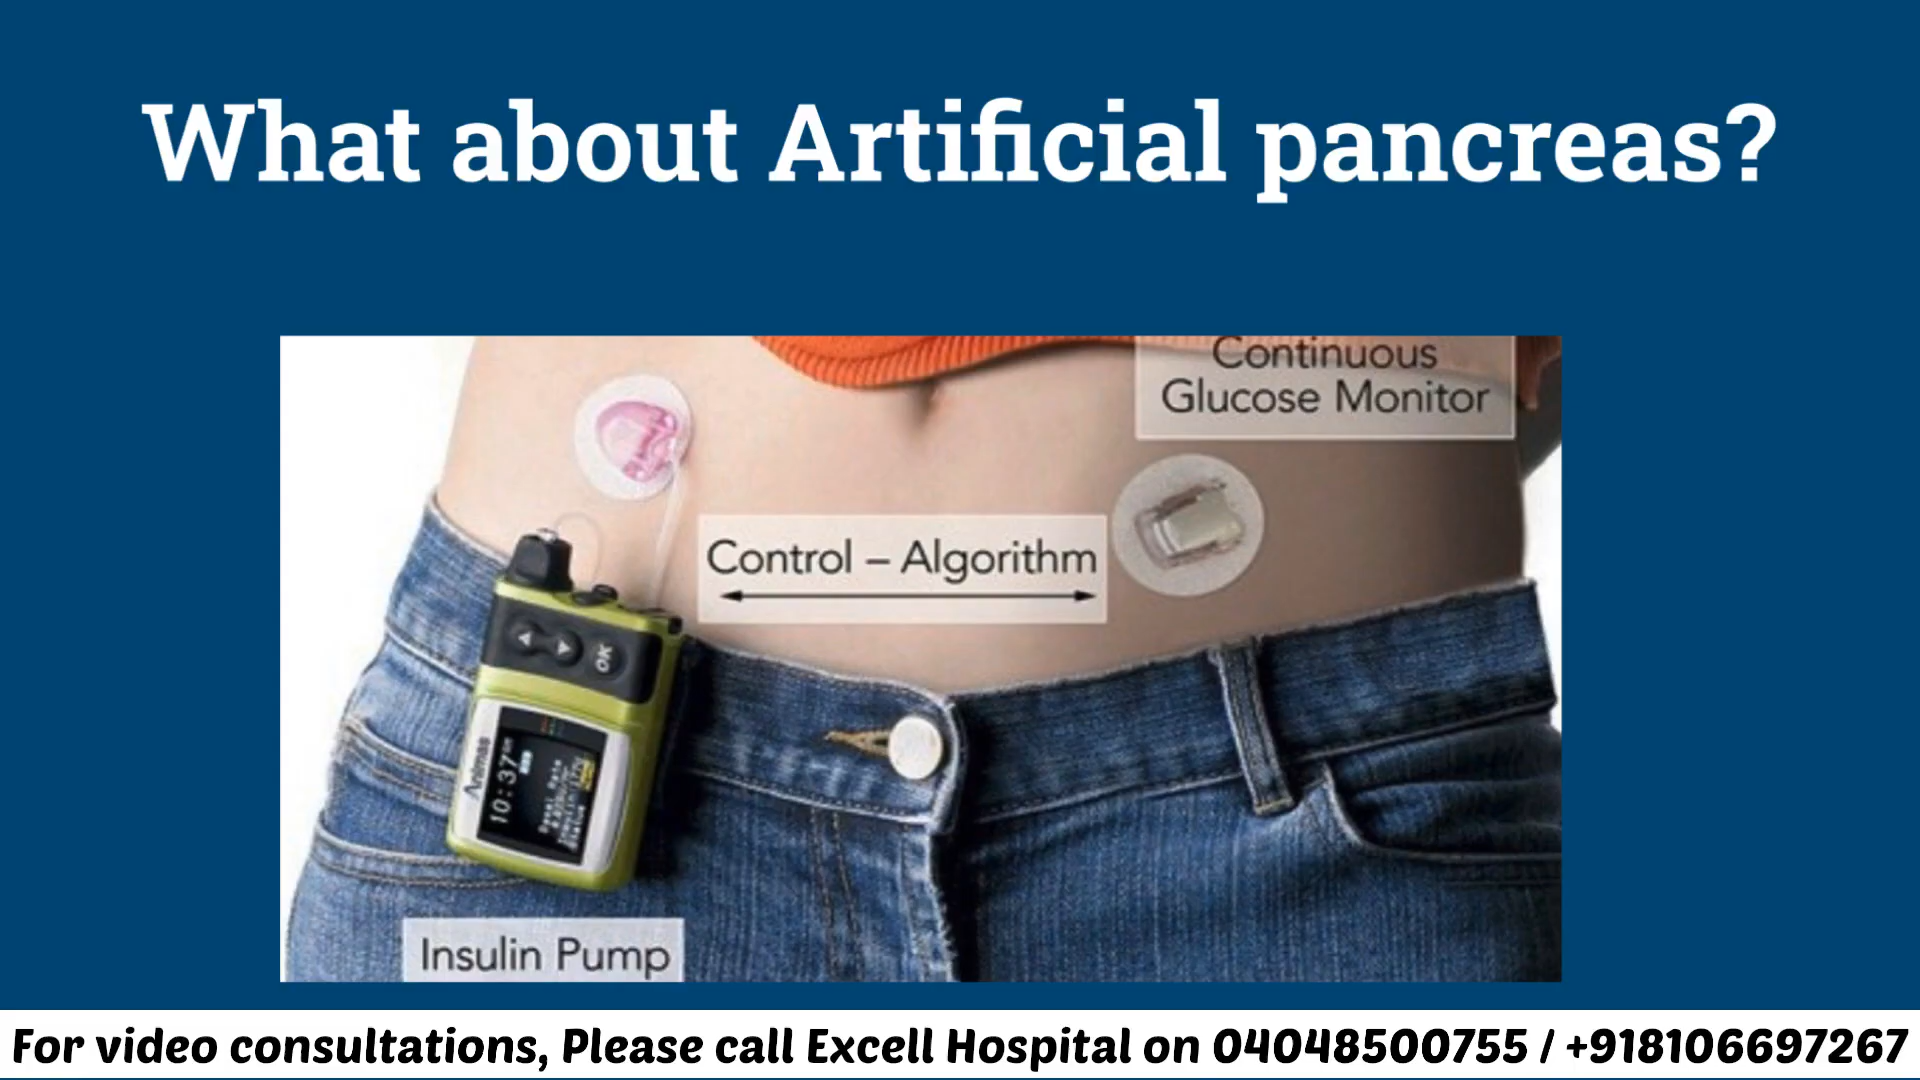 What about Artificial pancreas?
Continuous
Glucose Monitor
Control – Algorithm
OK
Animas
10:37
Insulin Pump
For video consultations, Please call Excell Hospital on 04048500755 / +918106697267